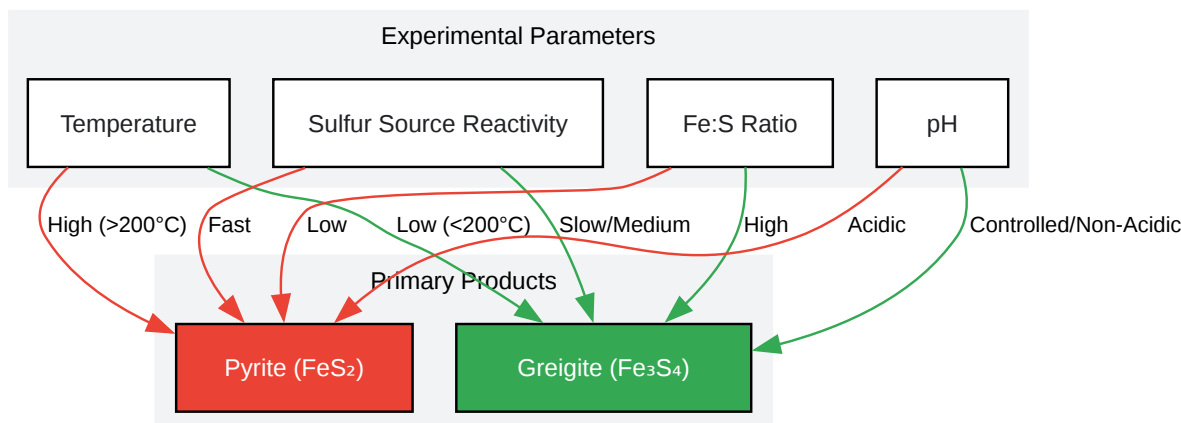 Experimental Parameters
Temperature
Sulfur Source Reactivity
Fe:S Ratio
pH
High (>200°C)
Fast
Low
Low (<200°C)
Slow/Medium
High
Acidic
Controlled/Non-Acidic
Primary Products
Pyrite (FeS₂)
Greigite (Fe₃S₄)